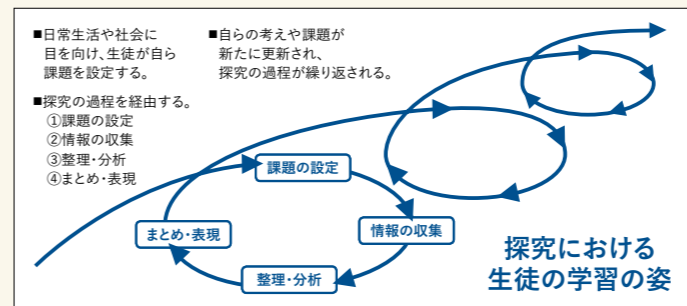 ■日常生活や社会に
目を向け、生徒が自ら
課題を設定する。
■探究の過程を経由する。
①課題の設定
②情報の収集
③整理・分析
④まとめ・表現
■自らの考えや課題が
新たに更新され、
探究の過程が繰り返される。
課題の設定
情報の収集
整理・分析
まとめ・表現
探究における
生徒の学習の姿